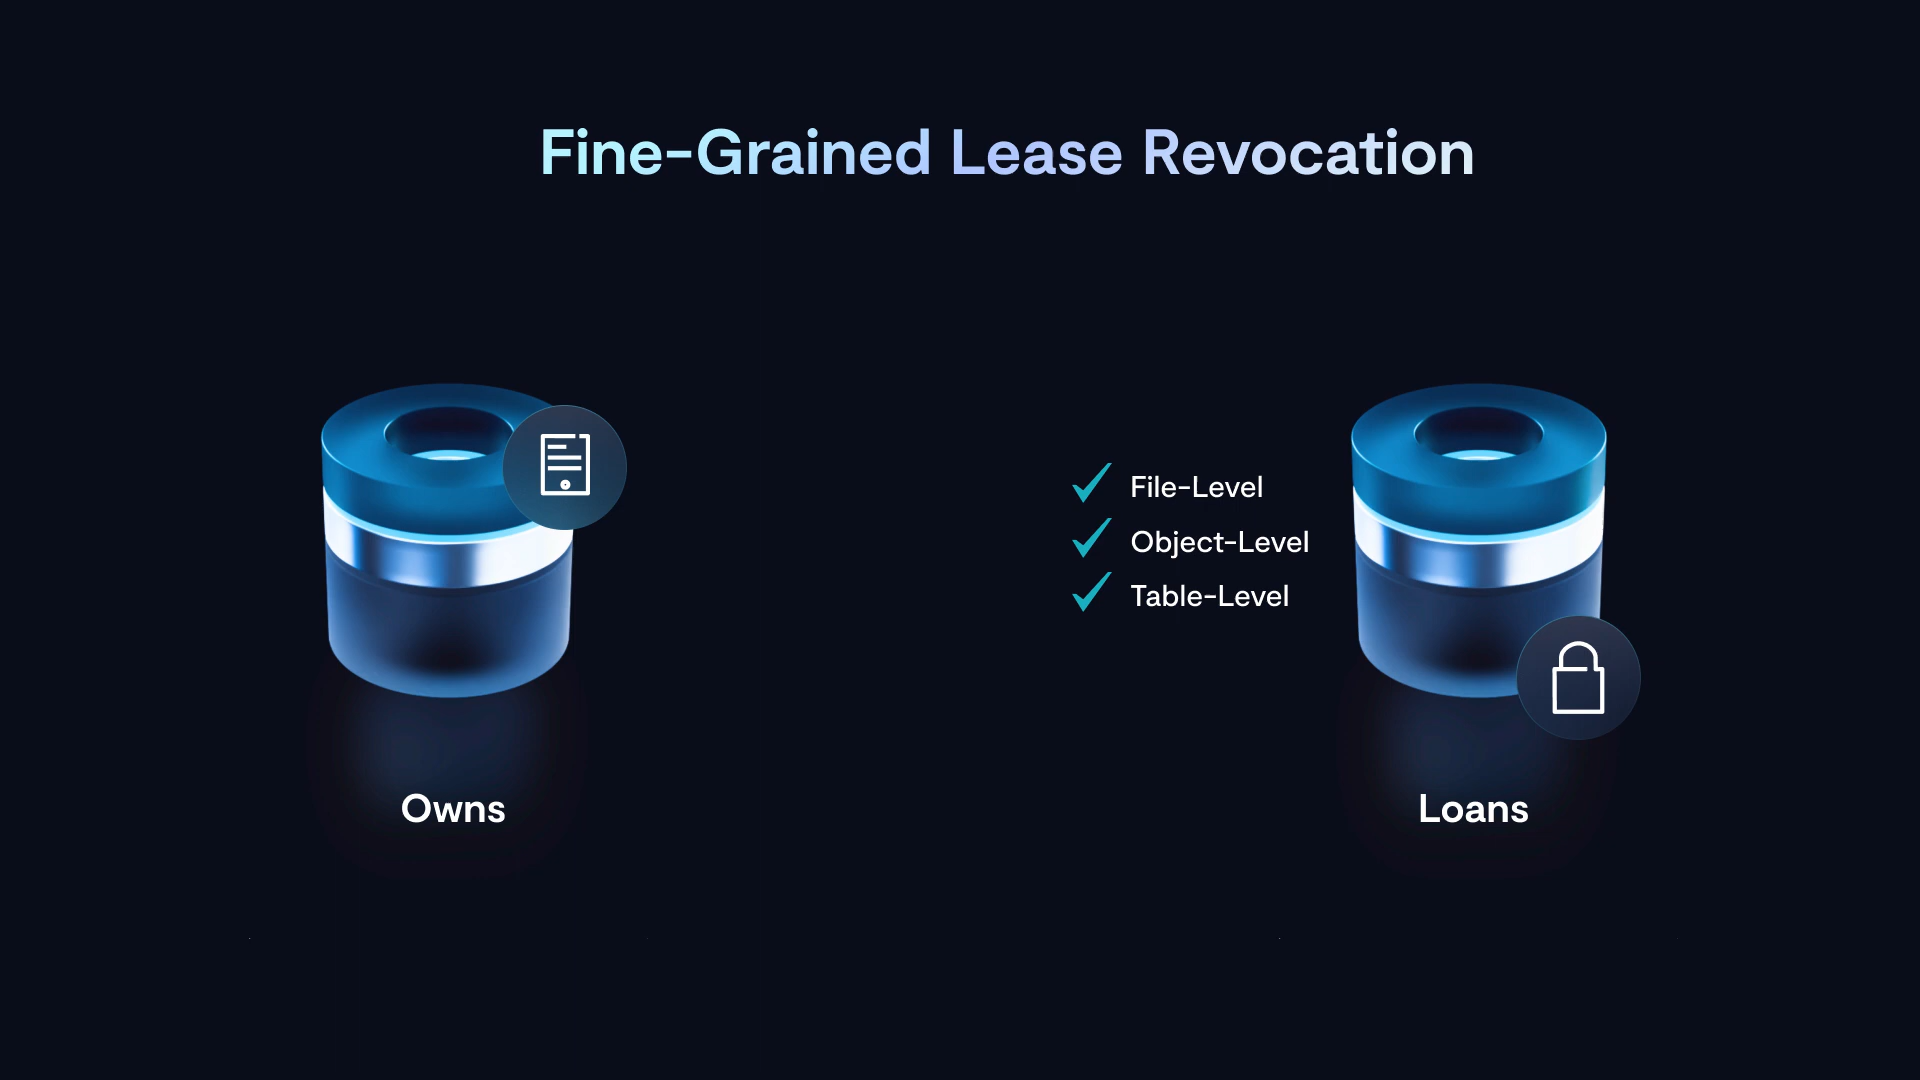 Fine-Grained Lease Revocation
File-Level
Object-Level
Table-Level
Owns
Loans